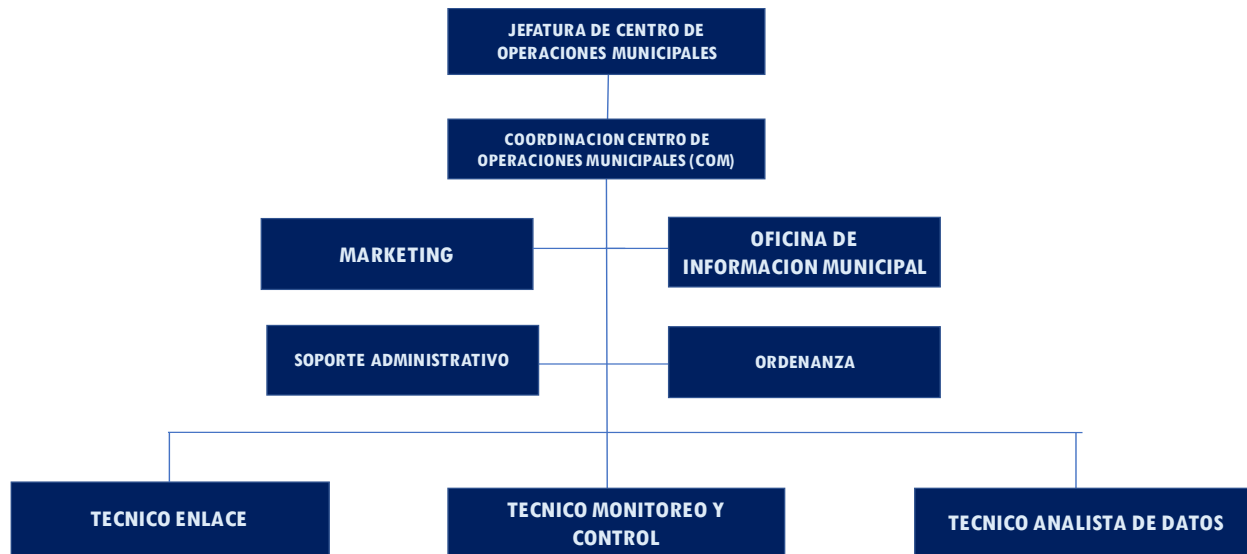 JEFATURA DE CENTRO DE
OPERACIONES MUNICIPALES
COORDINACION CENTRO DE
OPERACIONES MUNICIPALES (COM)
MARKETING
OFICINA DE
INFORMACION MUNICIPAL
SOPORTE ADMINISTRATIVO
ORDENANZA
TECNICO ENLACE
TECNICO MONITOREO Y
CONTROL
TECNICO ANALISTA DE DATOS